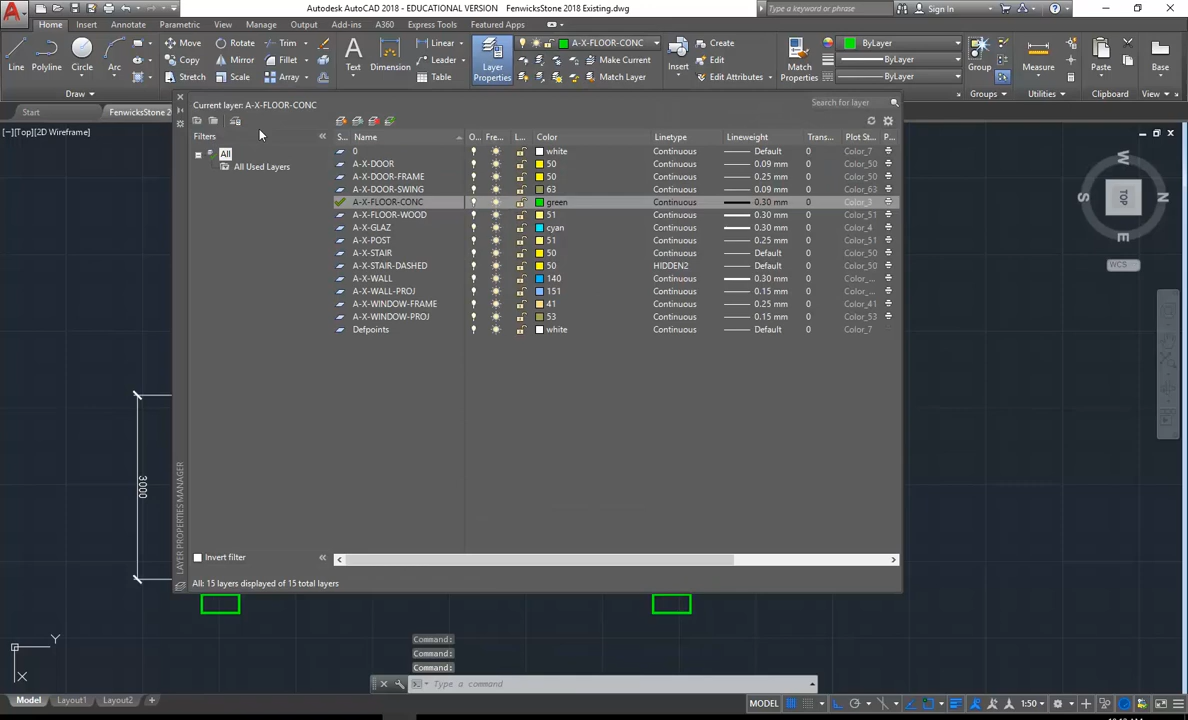 Autodesk AutoCAD 2018 - EDUCATIONAL VERSION FenwicksStone 2018 Existing.dwg
Type a keyword or phrase
Sign In
Home Insert Annotate Parametric View Manage Output Add-ins A360 Express Tools Featured Apps
Line Polyline Circle Arc
Move Rotate Trim
Copy Mirror Fillet
Stretch Scale Array
Draw
Text Dimension
Linear
Leader
Table
Layer Properties
A-X-FLOOR-CONC
Make Current
Match Layer
Insert
Create
Edit
Edit Attributes
Match Properties
ByLayer
ByLayer
ByLayer
Group
Groups
Measure
Utilities
Paste
Clipboard
Base
View
Start
FenwicksStone 2
[−][Top][2D Wireframe]
Current layer: A-X-FLOOR-CONC
Search for layer
Filters
All
All Used Layers
S... Name O.. Fre... L... Color Linetype Lineweight Trans... Plot St... P...
0 white Continuous Default 0 Color_7
A-X-DOOR 50 Continuous 0.09 mm 0 Color_50
A-X-DOOR-FRAME 50 Continuous 0.25 mm 0 Color_50
A-X-DOOR-SWING 63 Continuous 0.09 mm 0 Color_63
A-X-FLOOR-CONC green Continuous 0.30 mm 0 Color_3
A-X-FLOOR-WOOD 51 Continuous 0.30 mm 0 Color_51
A-X-GLAZ cyan Continuous 0.30 mm 0 Color_4
A-X-POST 51 Continuous 0.25 mm 0 Color_51
A-X-STAIR 50 Continuous Default 0 Color_50
A-X-STAIR-DASHED 50 HIDDEN2 Default 0 Color_50
A-X-WALL 140 Continuous 0.30 mm 0 Color_...
A-X-WALL-PROJ 151 Continuous 0.15 mm 0 Color_...
A-X-WINDOW-FRAME 41 Continuous 0.25 mm 0 Color_41
A-X-WINDOW-PROJ 53 Continuous 0.15 mm 0 Color_53
Defpoints white Continuous Default 0 Color_7
Invert filter
All: 15 layers displayed of 15 total layers
LAYER PROPERTIES MANAGER
W
S TOP N
E
WCS
3000
Y
X
Command:
Command:
Command:
Type a command
Model Layout1 Layout2 +
MODEL
1:50